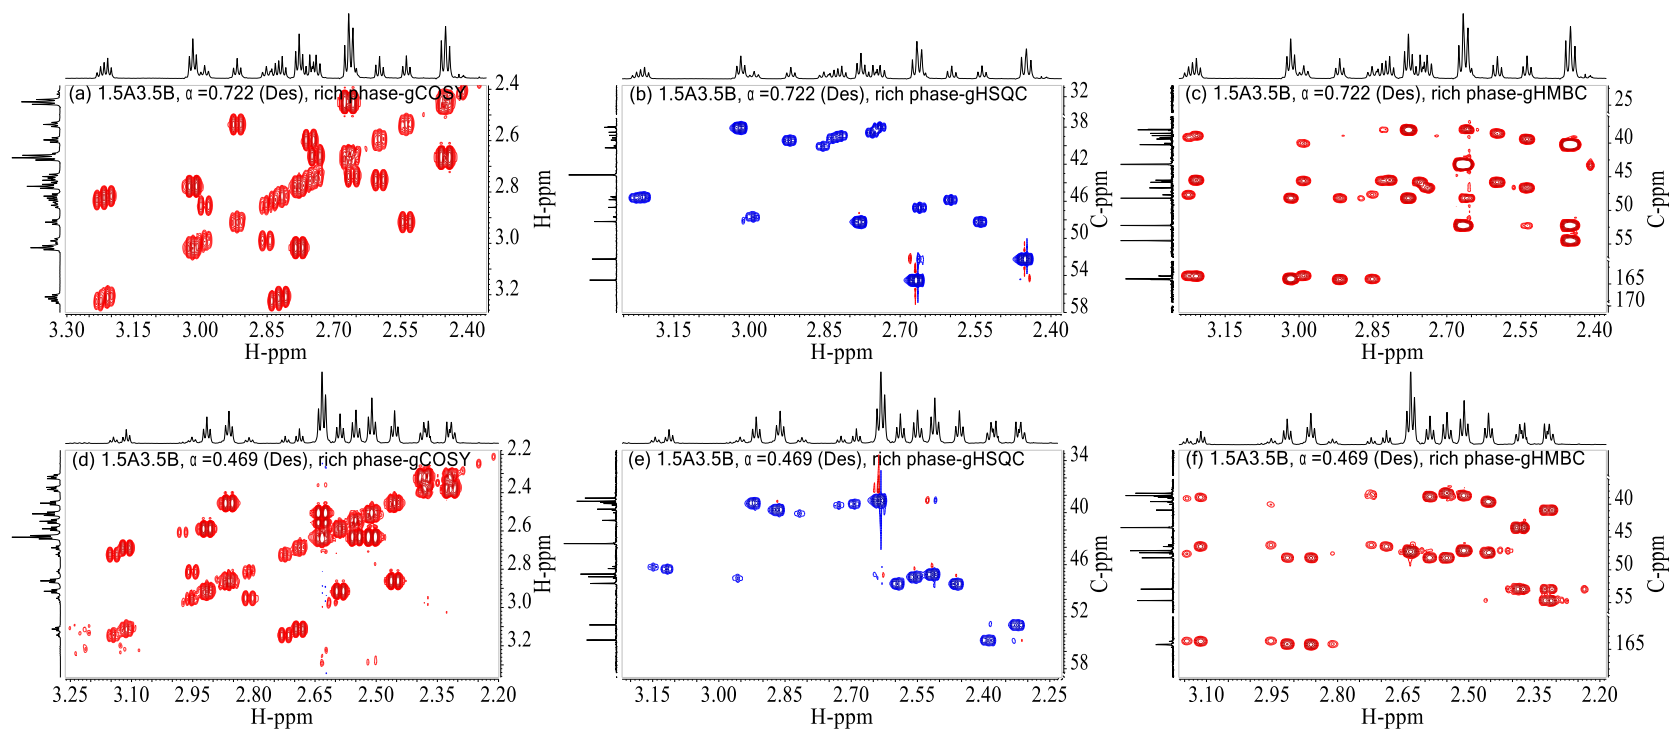 (a) 1.5A3.5B, α =0.722 (Des), rich phase-gCOSY
2.4
2.6
2.8
3.0
3.2
H-ppm
3.30 3.15 3.00 2.85 2.70 2.55 2.40
H-ppm
(b) 1.5A3.5B, α =0.722 (Des), rich phase-gHSQC
32
38
42
46
50
54
58
C-ppm
3.15 3.00 2.85 2.70 2.55 2.40
H-ppm
(c) 1.5A3.5B, α =0.722 (Des), rich phase-gHMBC
25
40
45
50
55
165
170
C-ppm
3.15 3.00 2.85 2.70 2.55 2.40
H-ppm
(d) 1.5A3.5B, α =0.469 (Des), rich phase-gCOSY
2.2
2.4
2.6
2.8
3.0
3.2
H-ppm
3.25 3.10 2.95 2.80 2.65 2.50 2.35 2.20
H-ppm
(e) 1.5A3.5B, α =0.469 (Des), rich phase-gHSQC
34
40
46
52
58
C-ppm
3.15 3.00 2.85 2.70 2.55 2.40 2.25
H-ppm
(f) 1.5A3.5B, α =0.469 (Des), rich phase-gHMBC
40
45
49
55
165
C-ppm
3.10 2.95 2.80 2.65 2.50 2.35 2.20
H-ppm